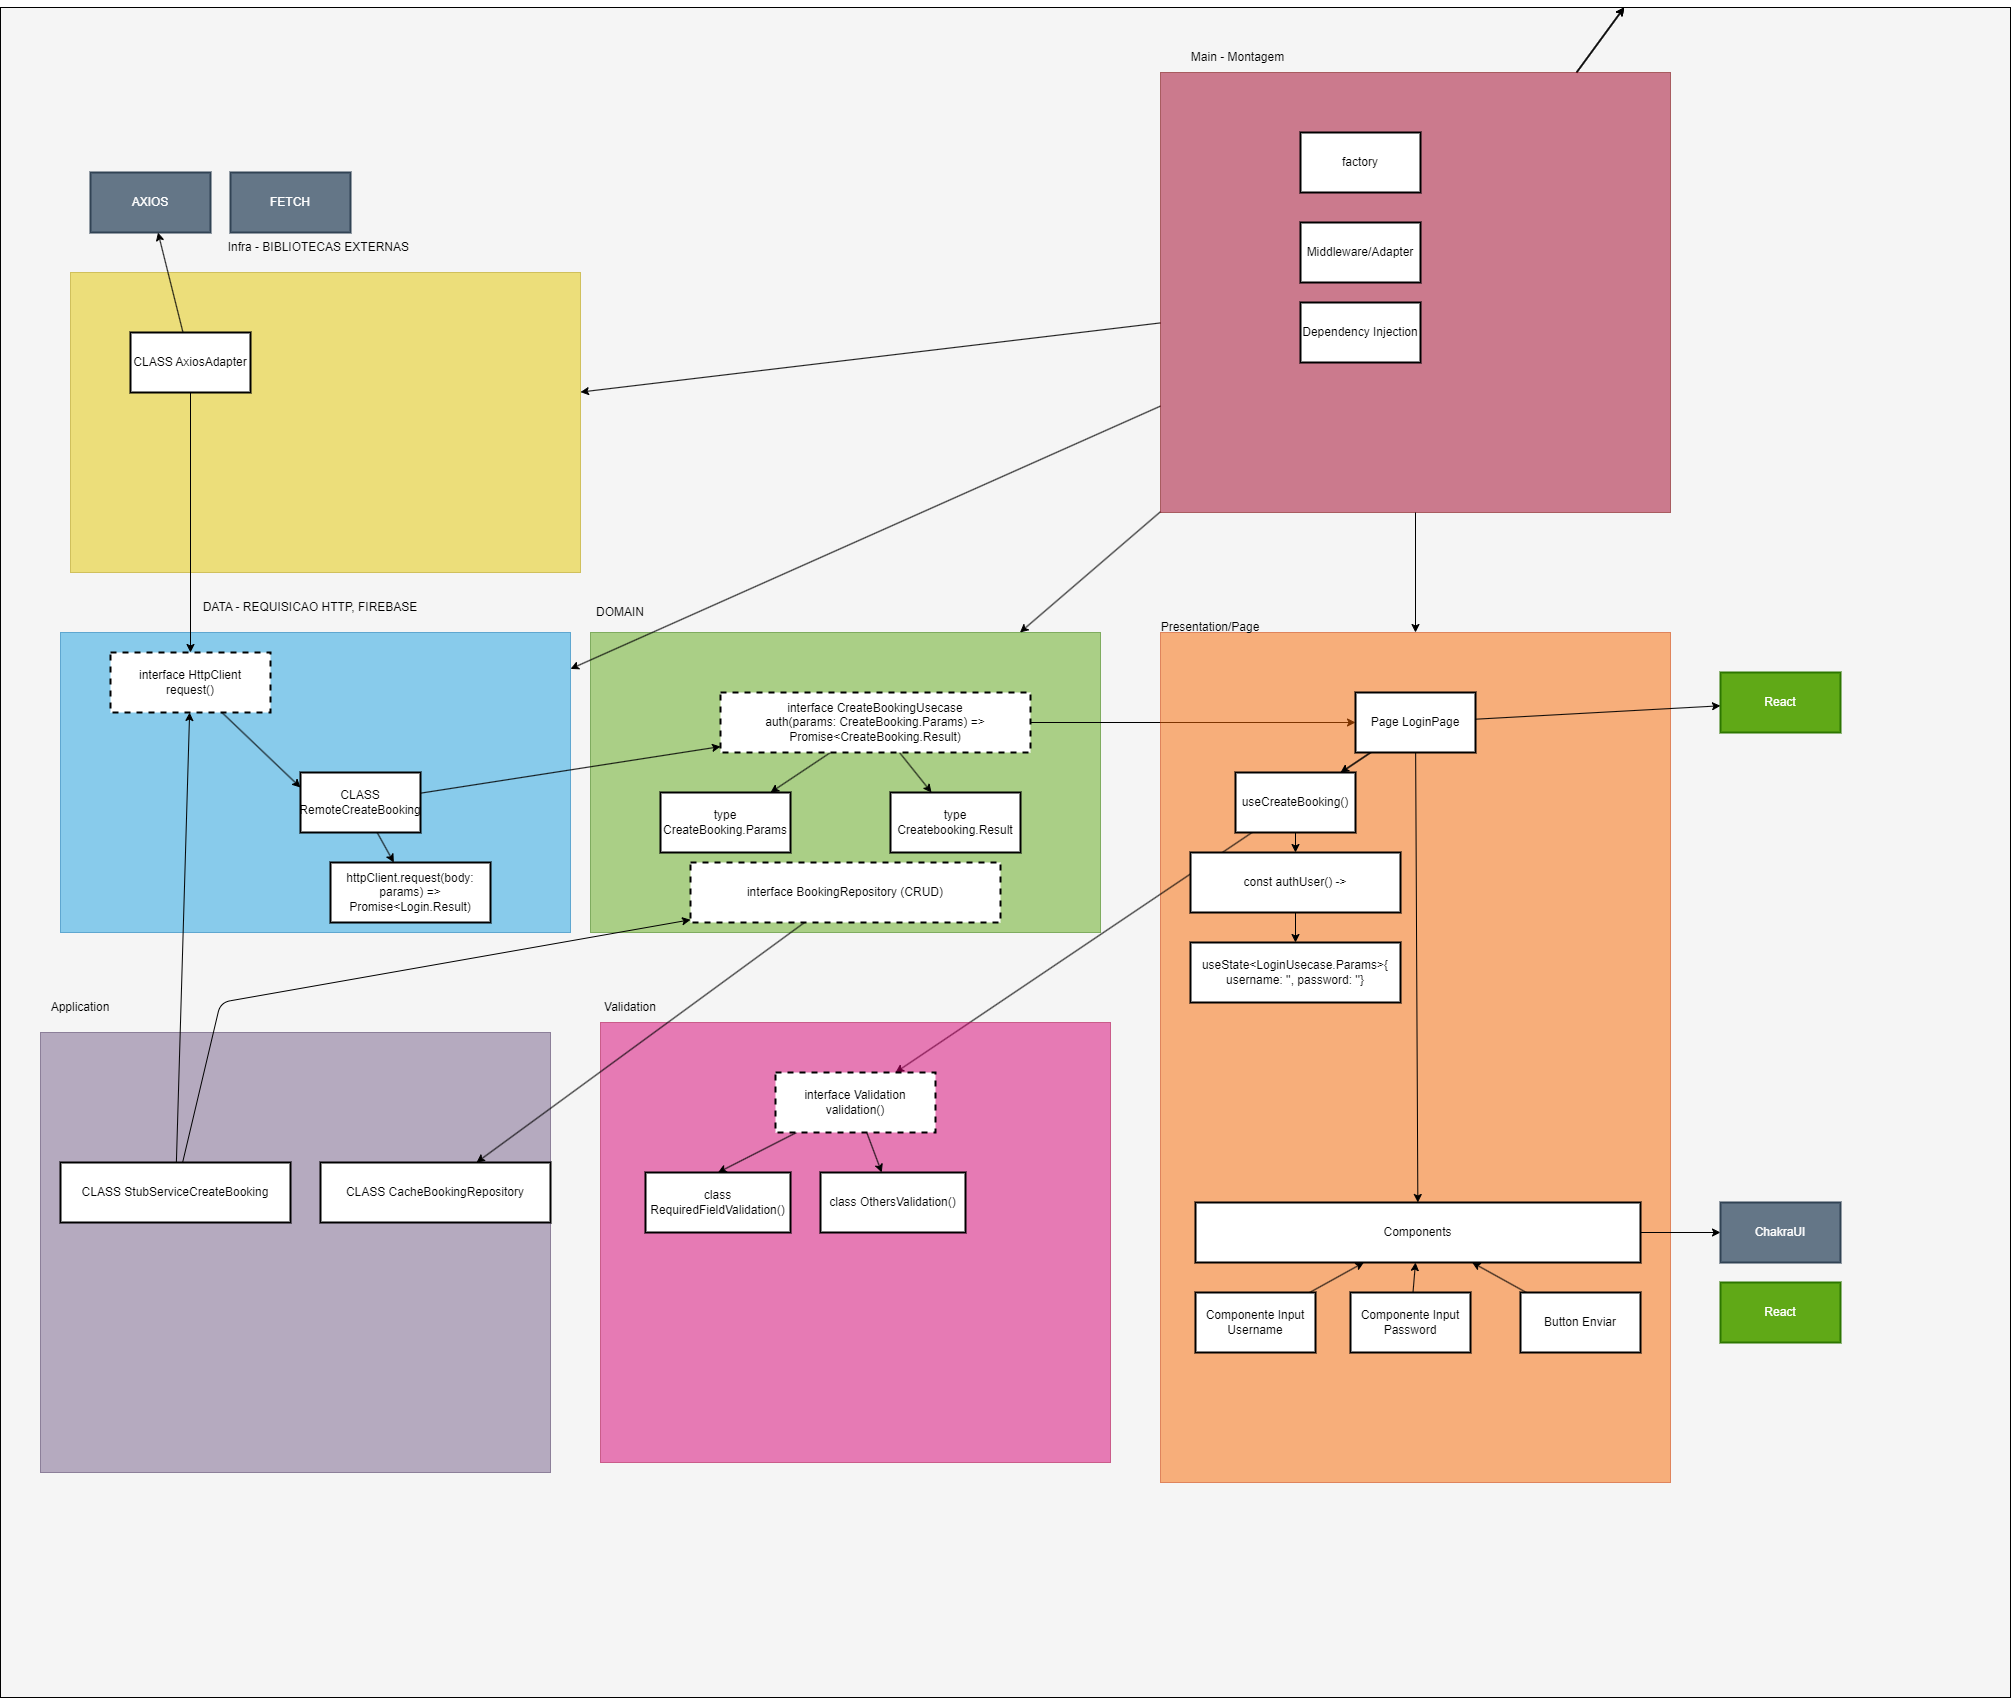 Main - Montagem
factory
Middleware/Adapter
Dependency Injection
AXIOS
FETCH
Infra - BIBLIOTECAS EXTERNAS
CLASS AxiosAdapter
DATA - REQUISICAO HTTP, FIREBASE
interface HttpClient
request()
CLASS
RemoteCreateBooking
httpClient.request(body:
params) =>
Promise<Login.Result)
DOMAIN
interface CreateBookingUsecase
auth(params: CreateBooking.Params) =>
Promise<CreateBooking.Result)
type
CreateBooking.Params
type
Createbooking.Result
interface BookingRepository (CRUD)
Presentation/Page
Page LoginPage
React
useCreateBooking()
const authUser() ->
useState<LoginUsecase.Params>{
username: '', password: ''}
Components
ChakraUI
Componente Input
Username
Componente Input
Password
Button Enviar
React
Application
CLASS StubServiceCreateBooking
CLASS CacheBookingRepository
Validation
interface Validation
validation()
class
RequiredFieldValidation()
class OthersValidation()